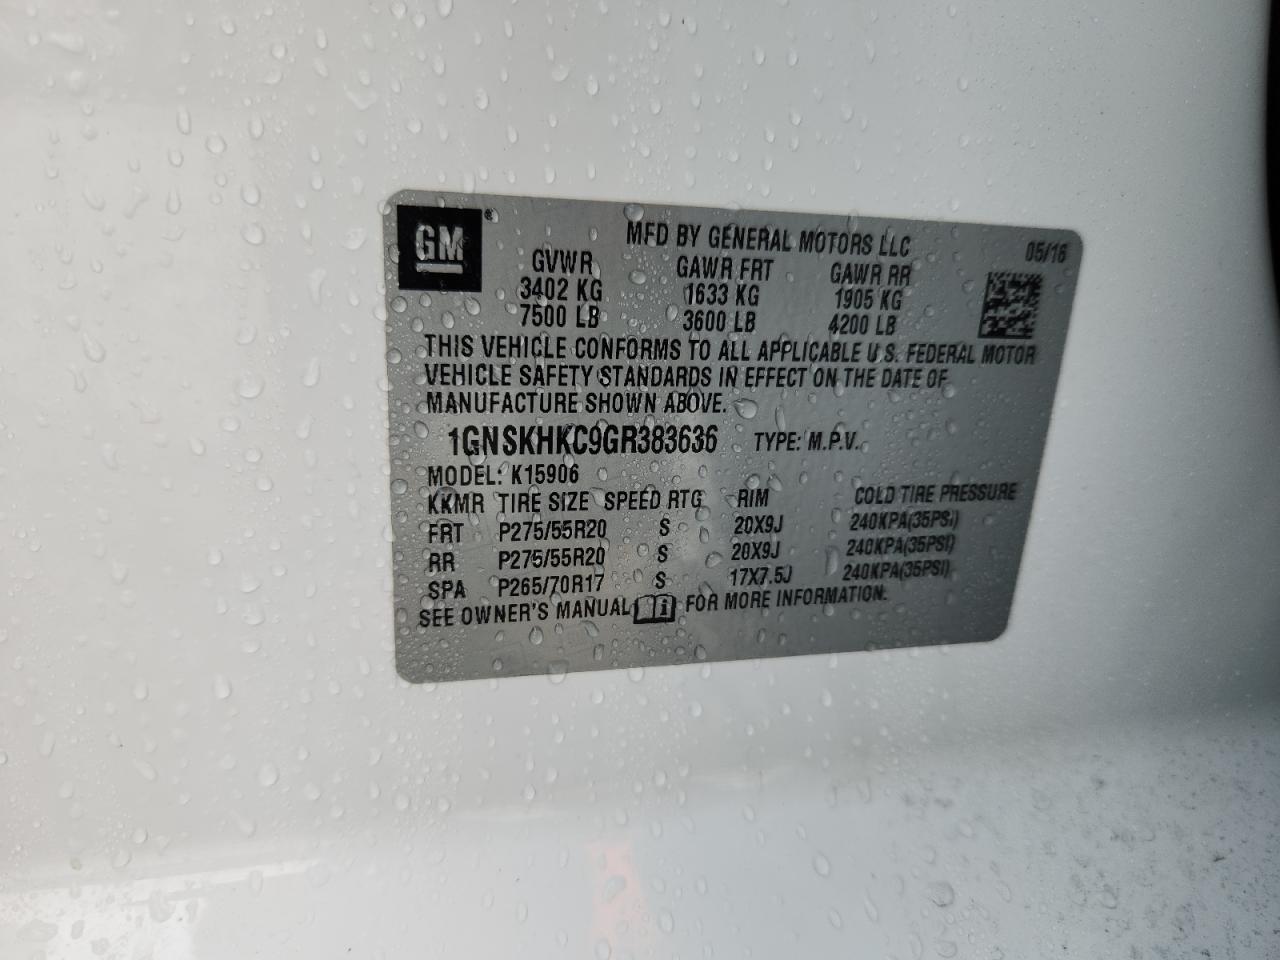 GM ® MFD BY GENERAL MOTORS LLC 05/16
GVWR GAWR FRT GAWR RR
3402 KG 1633 KG 1905 KG
7500 LB 3600 LB 4200 LB
THIS VEHICLE CONFORMS TO ALL APPLICABLE U.S. FEDERAL MOTOR
VEHICLE SAFETY STANDARDS IN EFFECT ON THE DATE OF
MANUFACTURE SHOWN ABOVE.
1GNSKHKC9GR383636 TYPE: M.P.V.
MODEL: K15906
KKMR TIRE SIZE SPEED RTG RIM COLD TIRE PRESSURE
FRT P275/55R20 S 20X9J 240KPA(35PSI)
RR P275/55R20 S 20X9J 240KPA(35PSI)
SPA P265/70R17 S 17X7.5J 240KPA(35PSI)
SEE OWNER'S MANUAL FOR MORE INFORMATION.